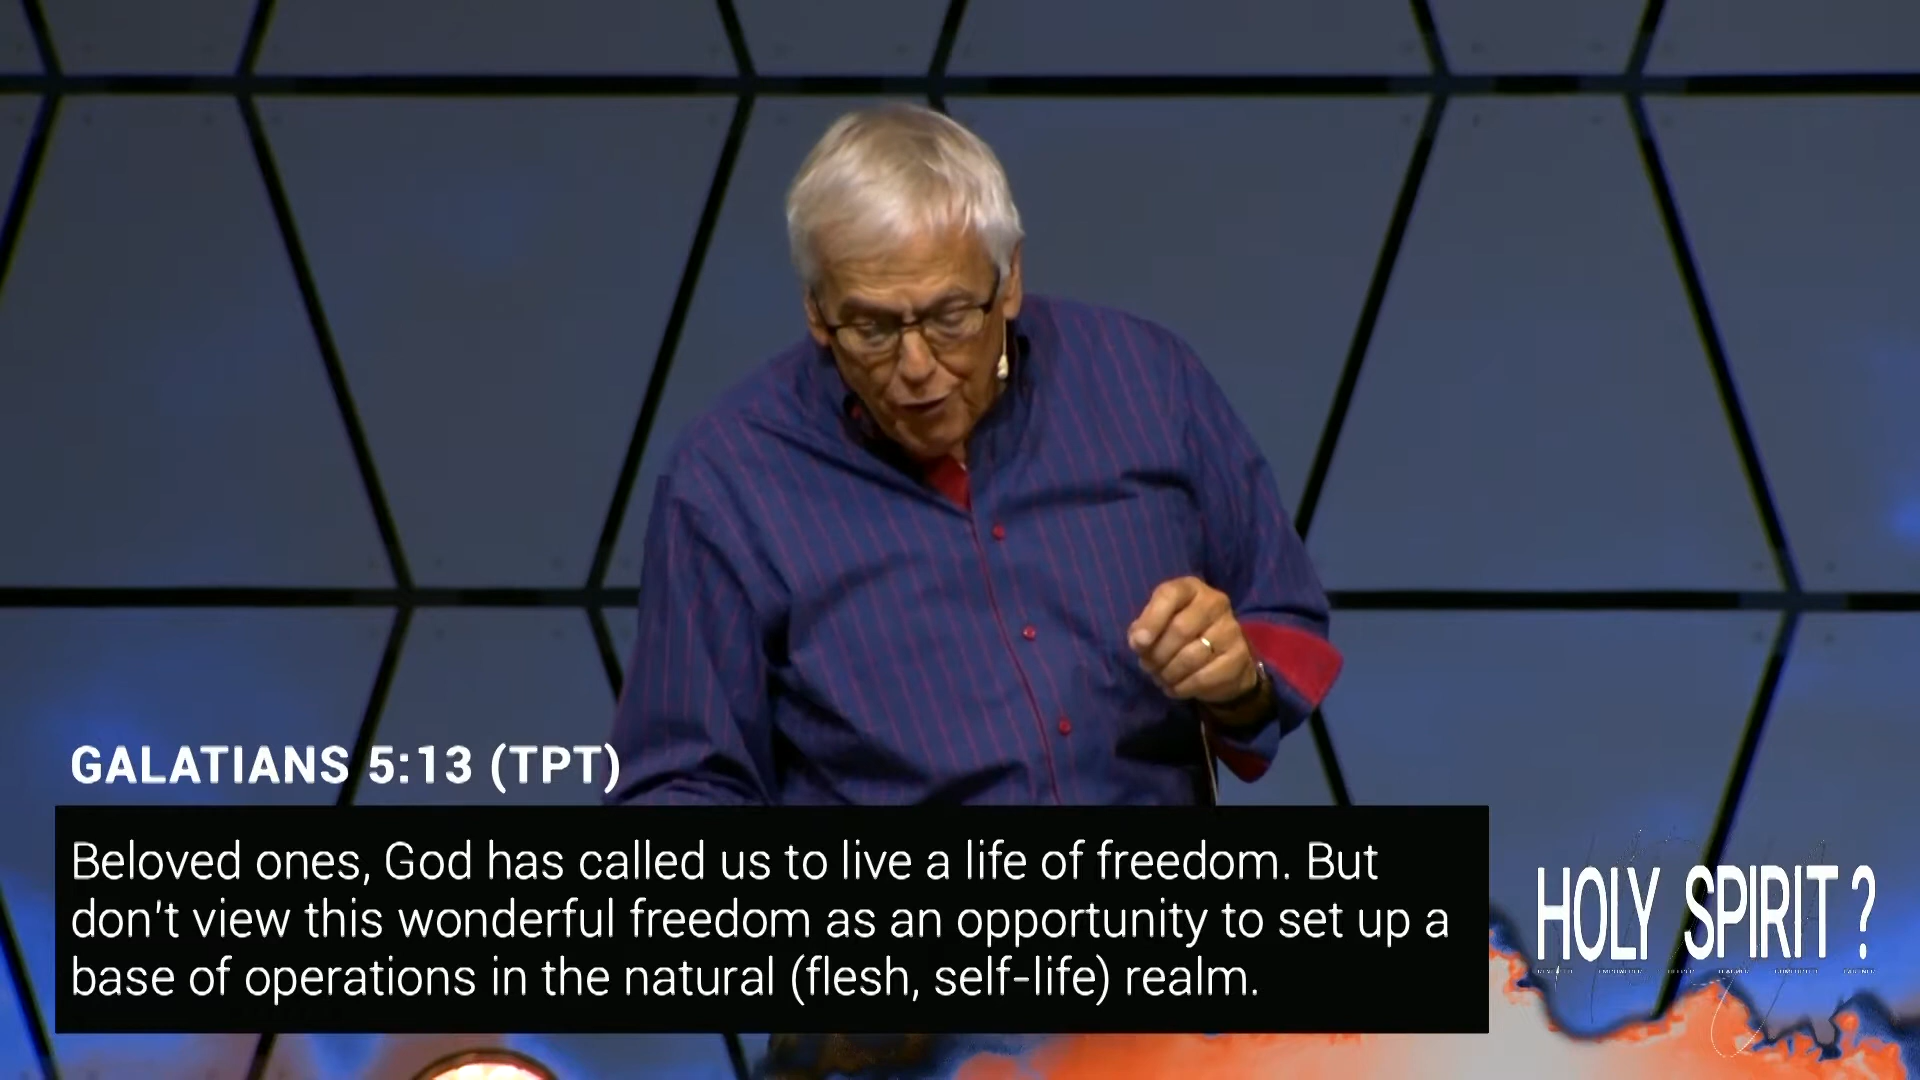 GALATIANS 5:13 (TPT)
Beloved ones, God has called us to live a life of freedom. But
don't view this wonderful freedom as an opportunity to set up a
base of operations in the natural (flesh, self-life) realm.
HOLY SPIRIT?